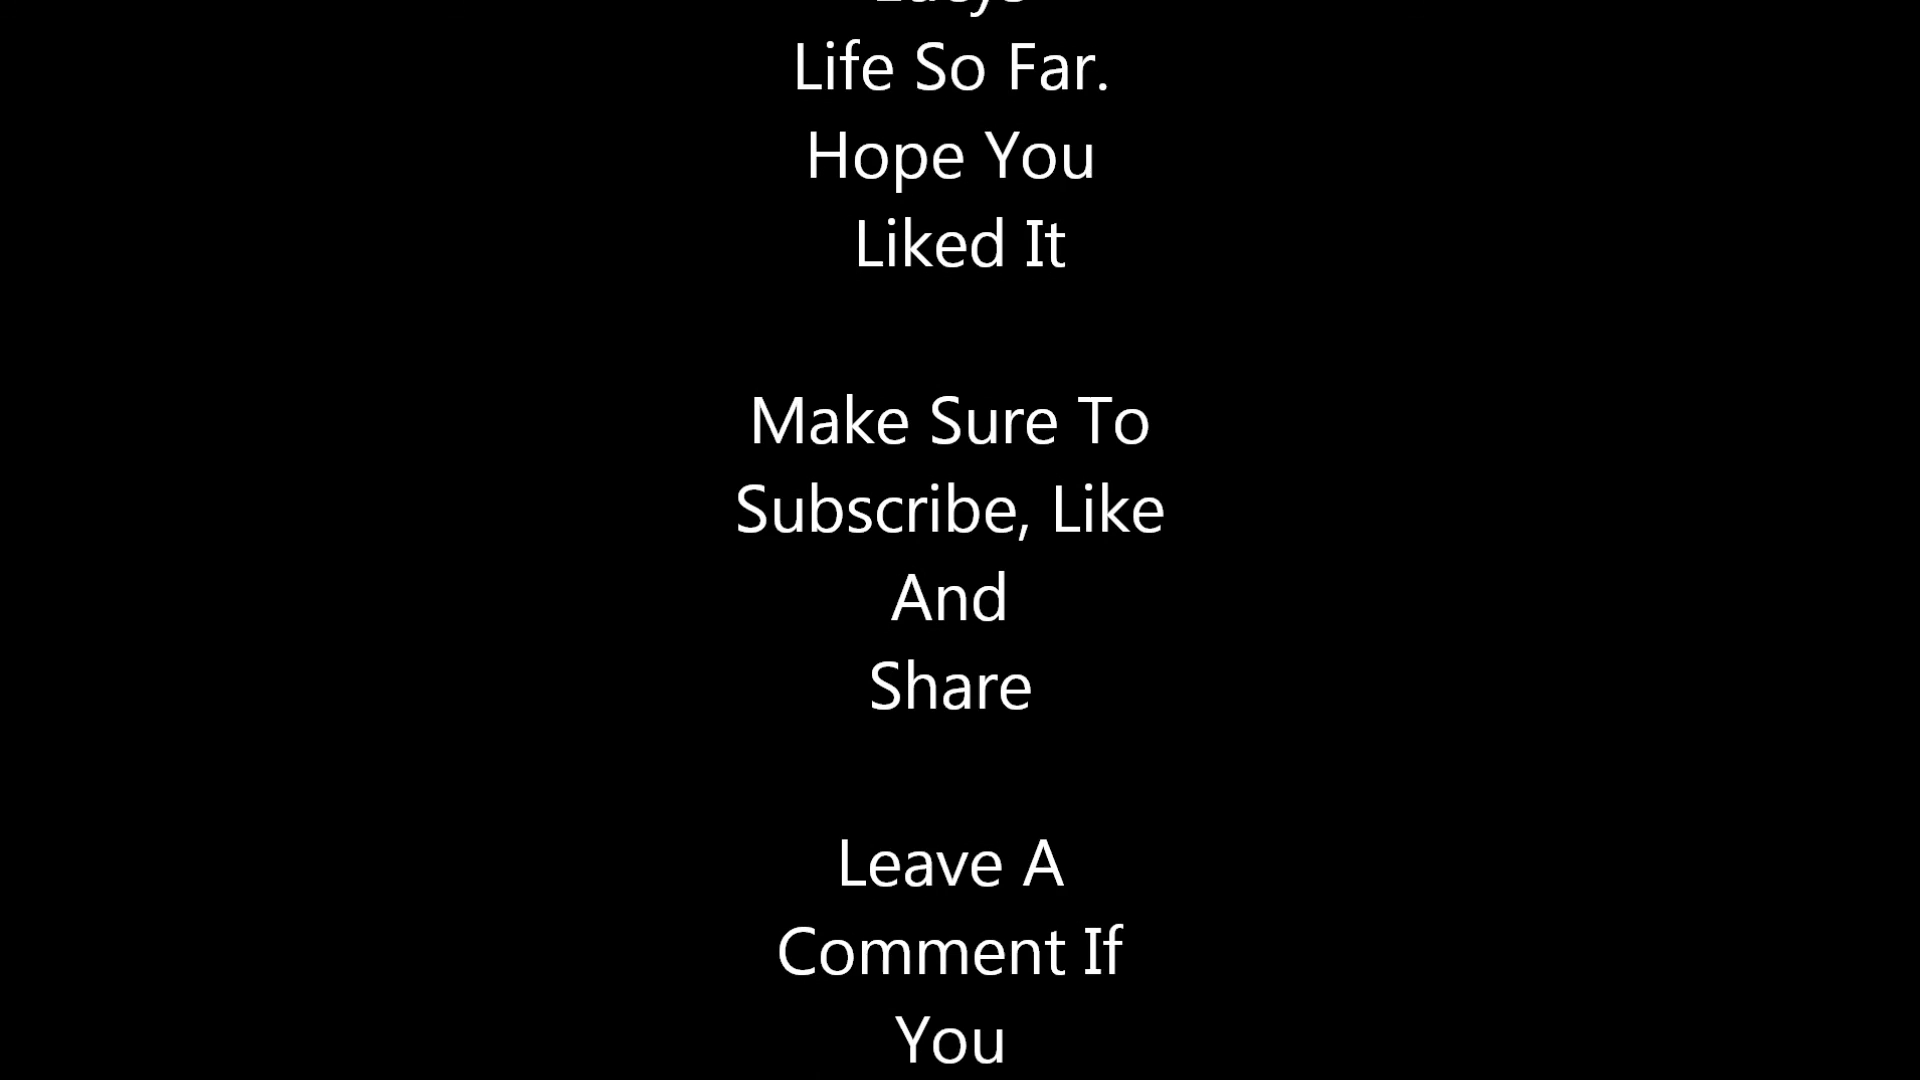 Life So Far.
Hope You
Liked It
Make Sure To
Subscribe, Like
And
Share
Leave A
Comment If
You